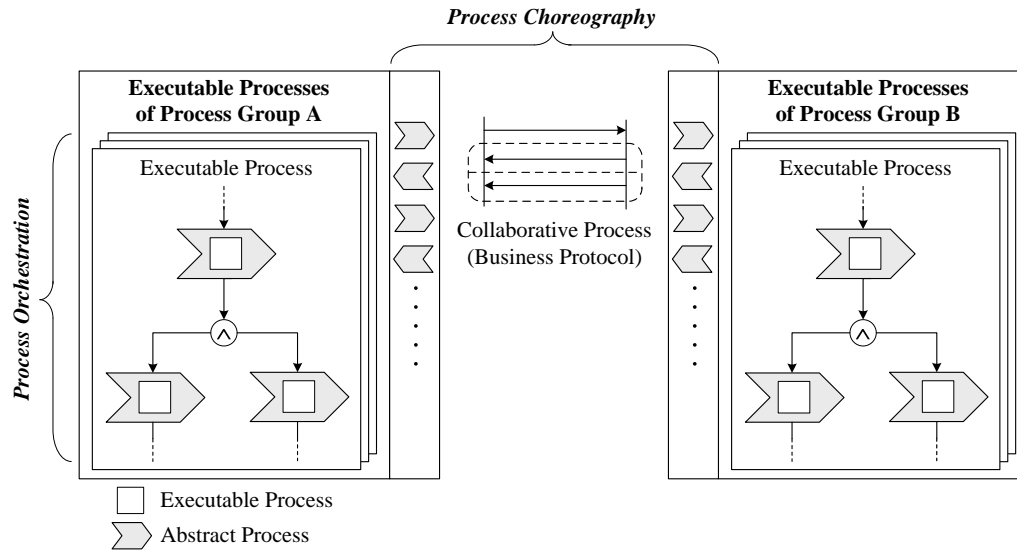 Process Choreography
Executable Processes
of Process Group A
Executable Process
Process Orchestration
Collaborative Process
(Business Protocol)
Executable Processes
of Process Group B
Executable Process
Executable Process
Abstract Process